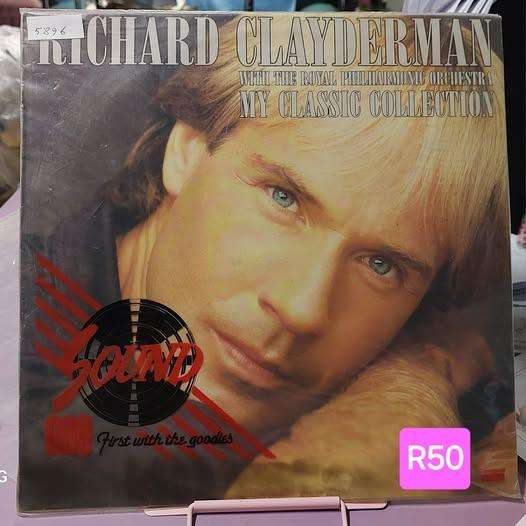 5896
RICHARD CLAYDERMAN
WITH THE ROYAL PHILHARMONIC ORCHESTRA
MY CLASSIC COLLECTION
SOUND
First with the goodies
R50
G